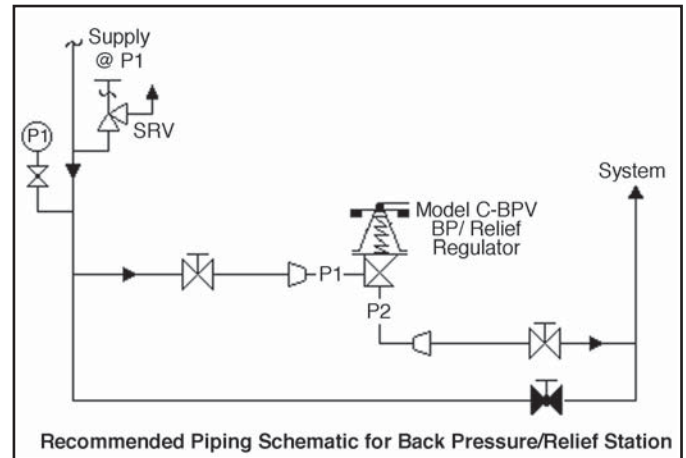 Supply
@ P1
P1
SRV
System
Model C-BPV
BP/ Relief
Regulator
P1
P2
Recommended Piping Schematic for Back Pressure/Relief Station